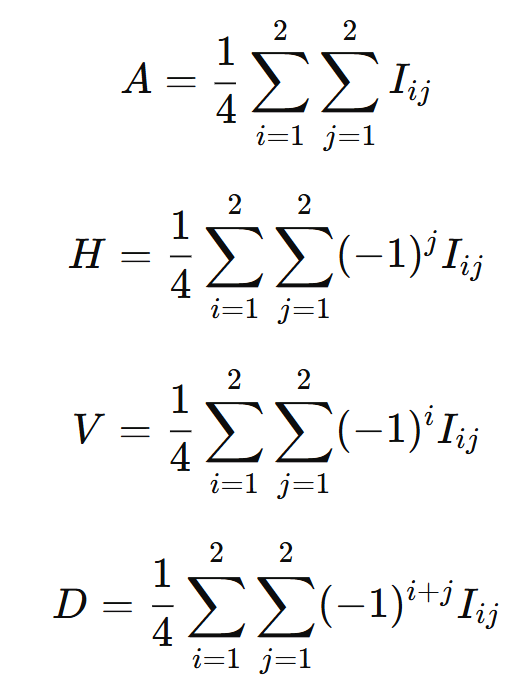 A = \frac{1}{4} \sum_{i=1}^{2} \sum_{j=1}^{2} I_{ij}
H = \frac{1}{4} \sum_{i=1}^{2} \sum_{j=1}^{2} (-1)^{j} I_{ij}
V = \frac{1}{4} \sum_{i=1}^{2} \sum_{j=1}^{2} (-1)^{i} I_{ij}
D = \frac{1}{4} \sum_{i=1}^{2} \sum_{j=1}^{2} (-1)^{i+j} I_{ij}